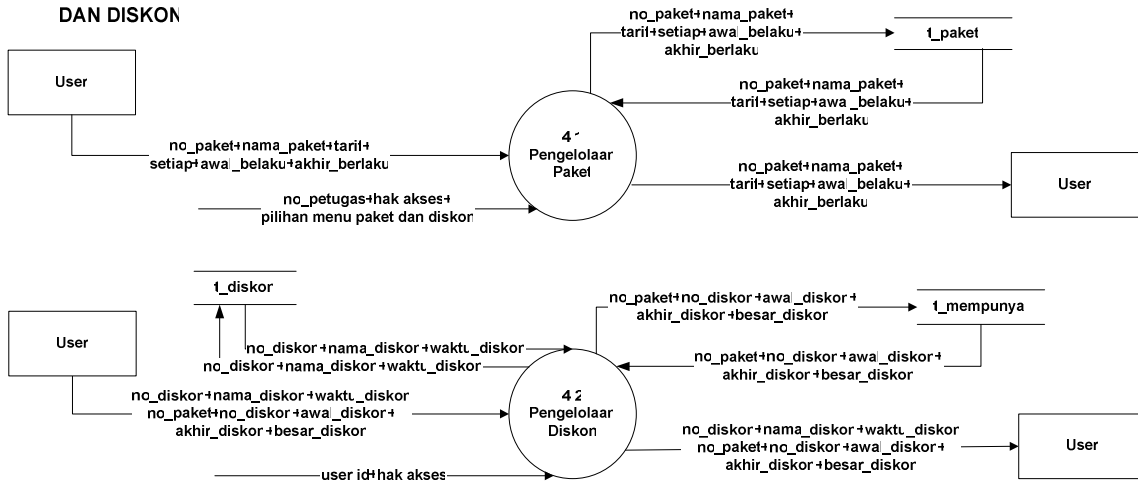 DAN DISKON
no_paket+nama_paket+
tarif+setiap+awal_belaku+
akhir_berlaku
t_paket
User
no_paket+nama_paket+
tarif+setiap+awal_belaku+
akhir_berlaku
4.1
Pengelolaan
Paket
no_paket+nama_paket+tarif+
setiap+awal_belaku+akhir_berlaku
no_paket+nama_paket+
tarif+setiap+awal_belaku+
akhir_berlaku
User
no_petugas+hak akses+
pilihan menu paket dan diskon
t_diskon
no_paket+no_diskon+awal_diskon+
akhir_diskon+besar_diskon
t_mempunya
User
no_diskon+nama_diskon+waktu_diskon
no_diskon+nama_diskon+waktu_diskon
no_paket+no_diskon+awal_diskon+
akhir_diskon+besar_diskon
4.2
Pengelolaan
Diskon
no_diskon+nama_diskon+waktu_diskon
no_paket+no_diskon+awal_diskon+
akhir_diskon+besar_diskon
no_diskon+nama_diskon+waktu_diskon
no_paket+no_diskon+awal_diskon+
akhir_diskon+besar_diskon
User
user id+hak akses